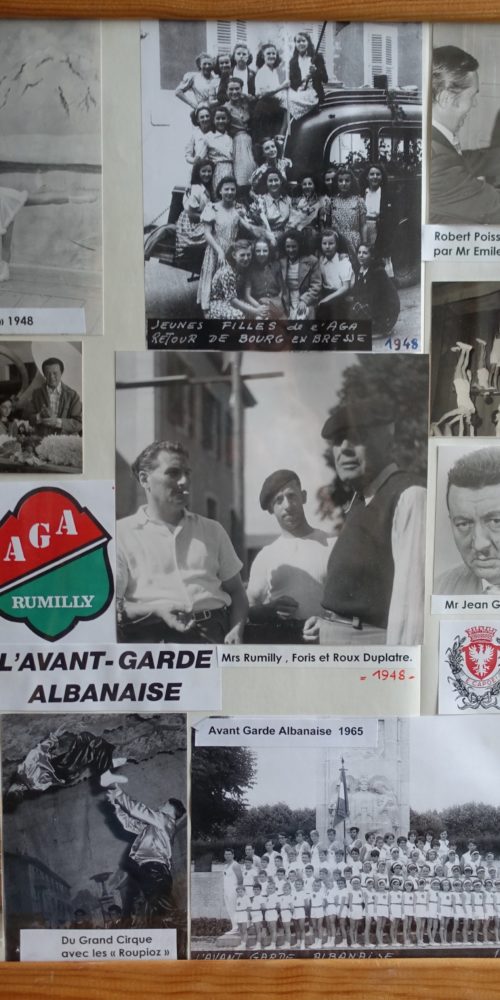 1948
JEUNES FILLES de l'AGA
RETOUR DE BOURG EN BRESSE
1948
Robert Poiss
par Mr Emile
AGA
RUMILLY
L'AVANT-GARDE
ALBANAISE
Mrs Rumilly , Foris et Roux Duplatre.
- 1948 -
Mr Jean G
Avant Garde Albanaise 1965
Du Grand Cirque
avec les « Roupioz »
L'AVANT GARDE ALBANAISE